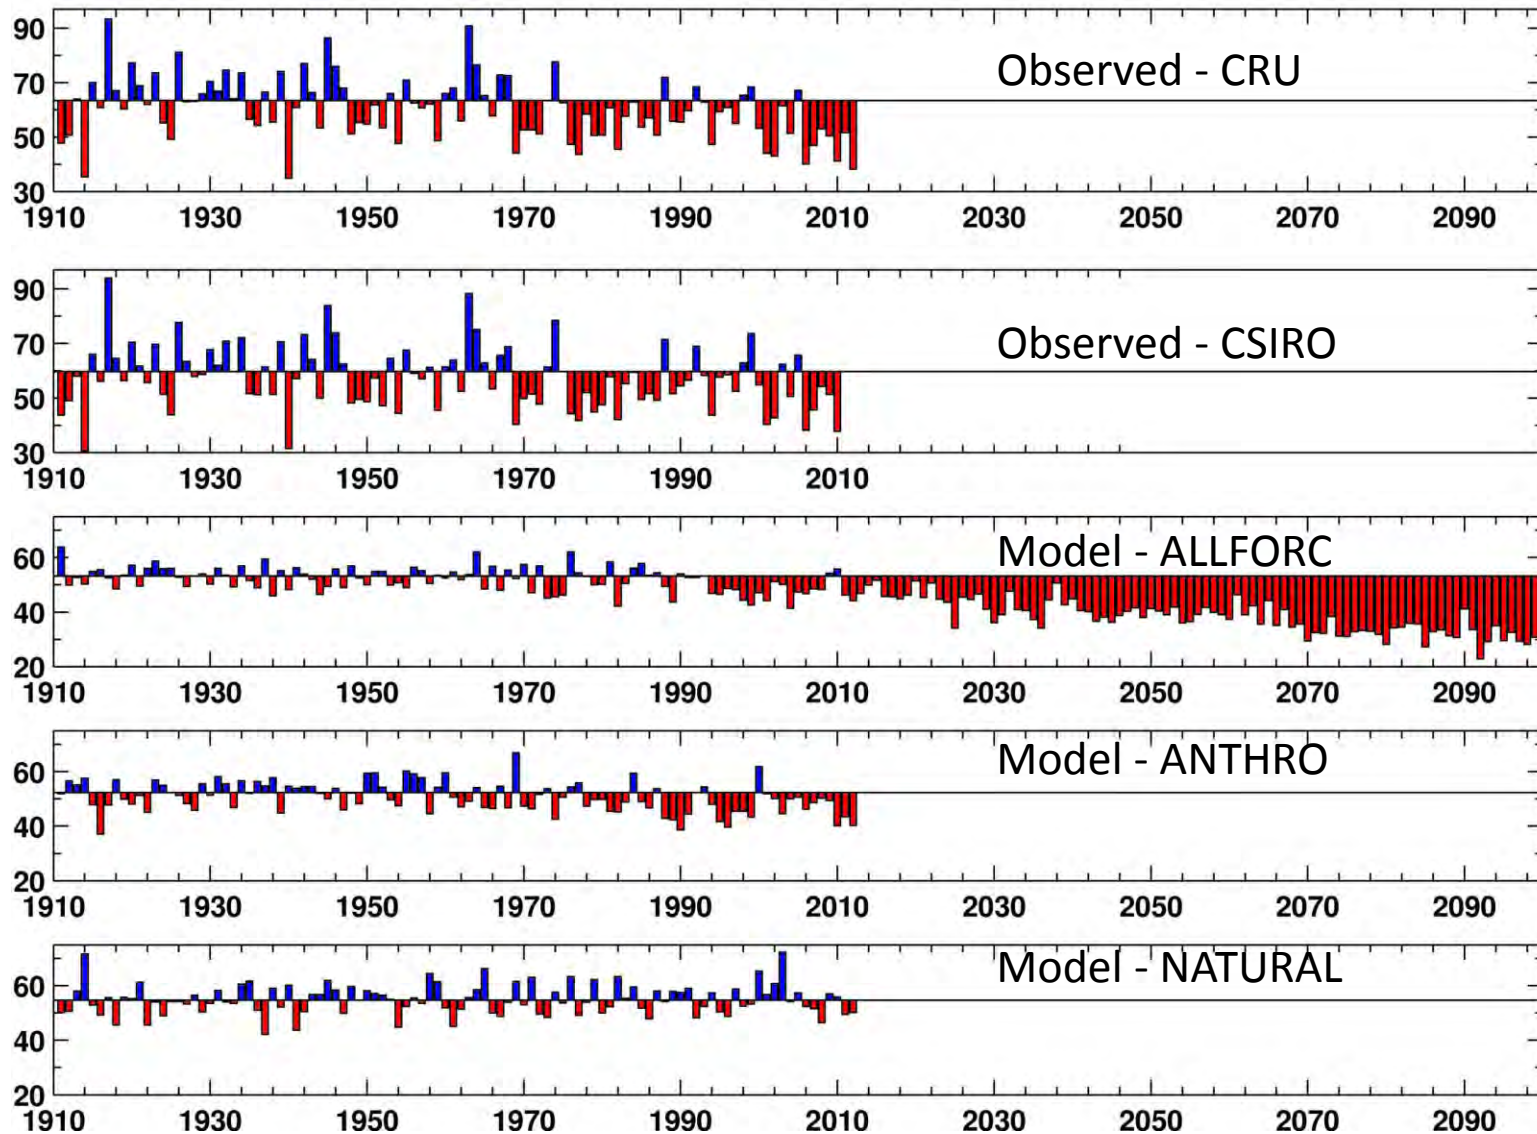 90
Observed - CRU
70
50
30
1910 1930 1950 1970 1990 2010 2030 2050 2070 2090
90
Observed - CSIRO
70
50
30
1910 1930 1950 1970 1990 2010
Model - ALLFORC
60
40
20
1910 1930 1950 1970 1990 2010 2030 2050 2070 2090
Model - ANTHRO
60
40
20
1910 1930 1950 1970 1990 2010 2030 2050 2070 2090
Model - NATURAL
60
40
20
1910 1930 1950 1970 1990 2010 2030 2050 2070 2090